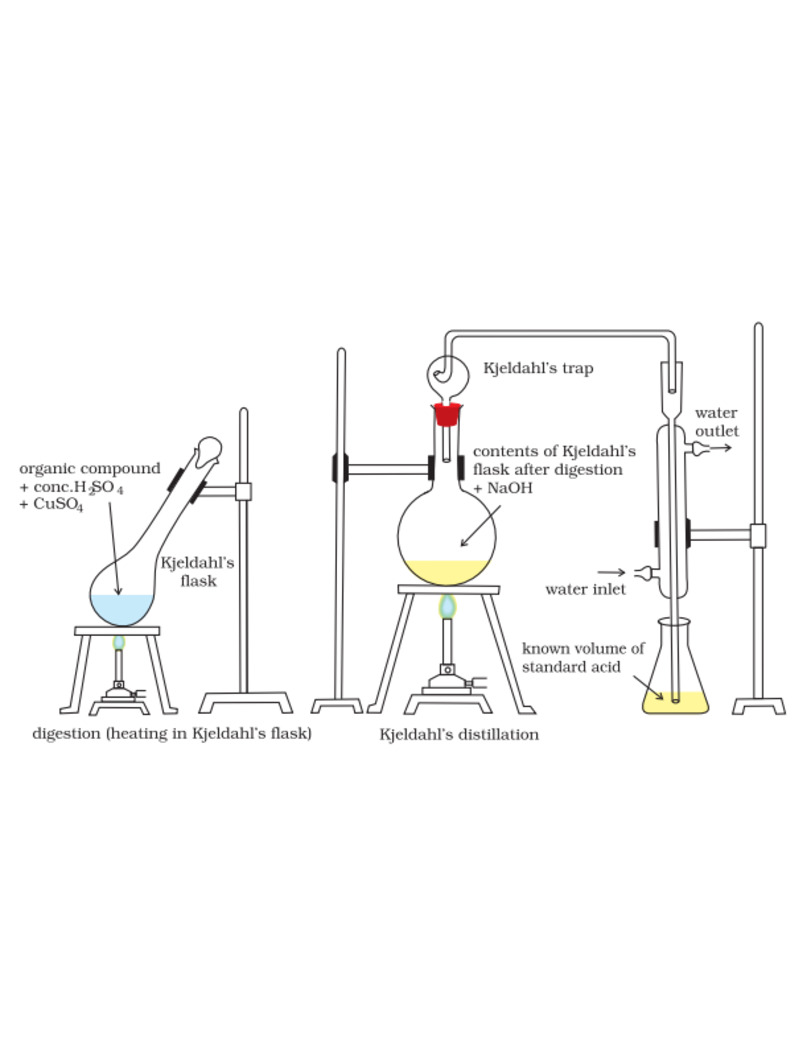 Kjeldahl's trap
water
outlet
organic compound
+ conc.H2SO4
+ CuSO4
contents of Kjeldahl's
flask after digestion
+ NaOH
Kjeldahl's
flask
water inlet
known volume of
standard acid
digestion (heating in Kjeldahl's flask)
Kjeldahl's distillation